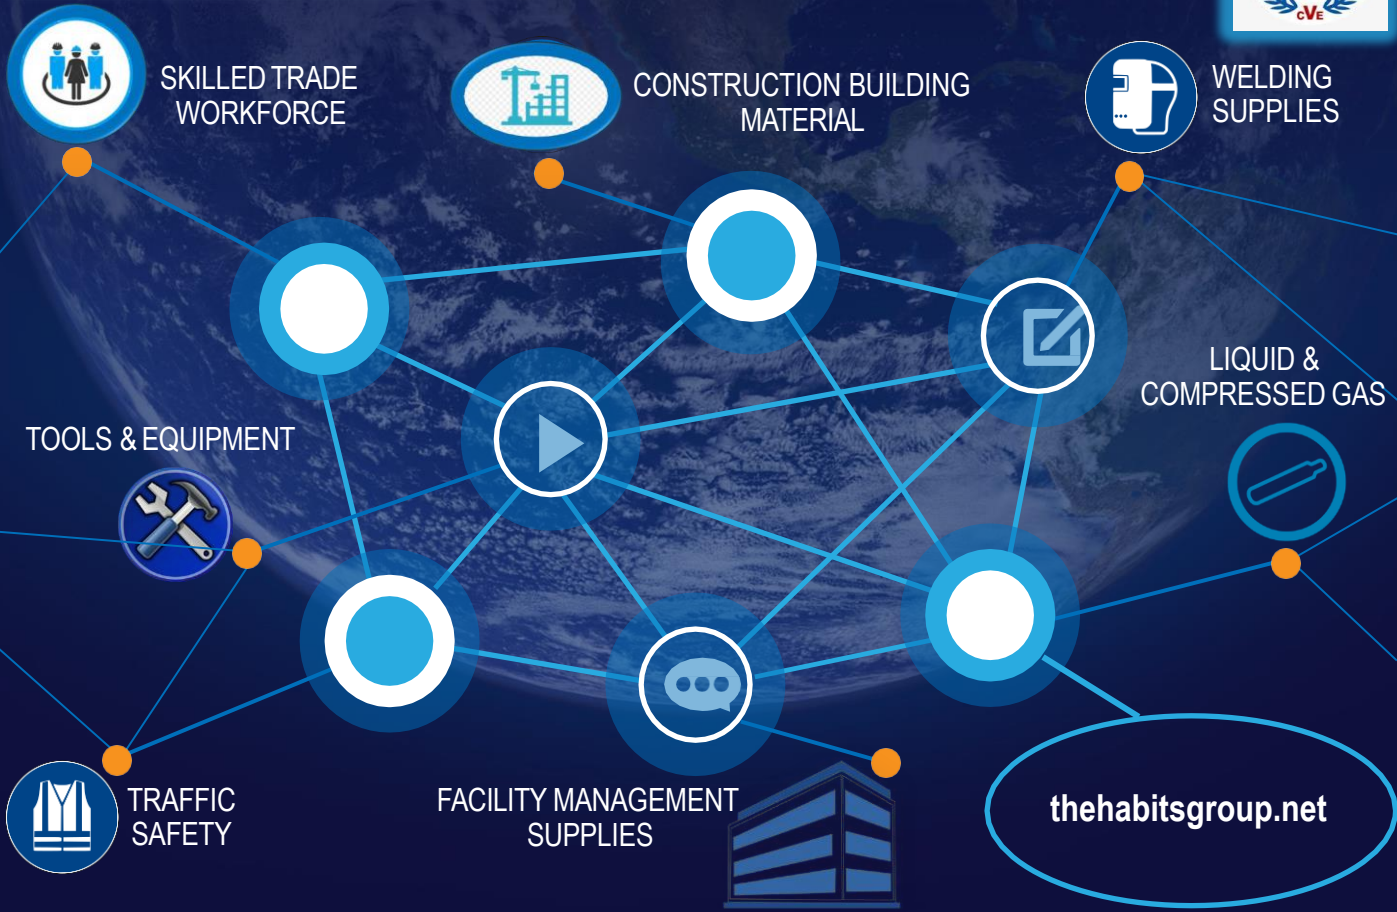 CVE
SKILLED TRADE
WORKFORCE
CONSTRUCTION BUILDING
MATERIAL
WELDING
SUPPLIES
LIQUID &
COMPRESSED GAS
TOOLS & EQUIPMENT
TRAFFIC
SAFETY
FACILITY MANAGEMENT
SUPPLIES
thehabitsgroup.net